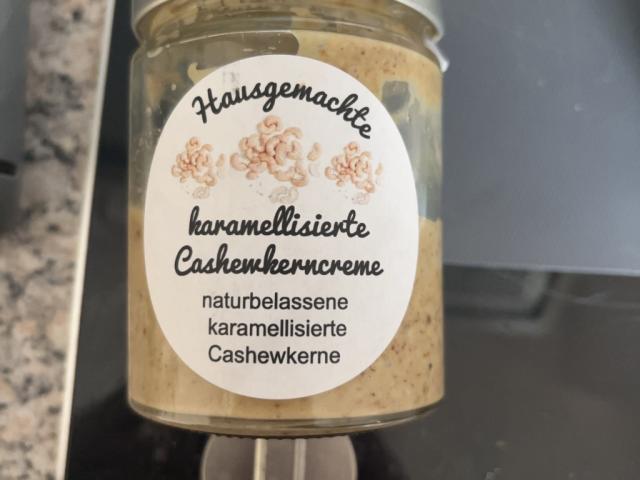 Hausgemachte
karamellisierte
Cashewkerncreme
naturbelassene
karamellisierte
Cashewkerne